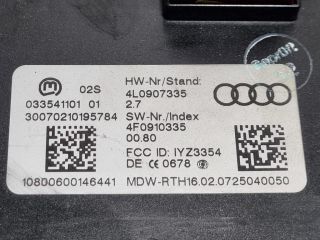 02S
HW-Nr/Stand:
033541101 01
4L0907335
30070210195784
2.7
SW-Nr./Index
4F0910335
00.80
FCC ID: IYZ3354
DE CE 0678
10800600146441
MDW-RTH16.02.0725040050